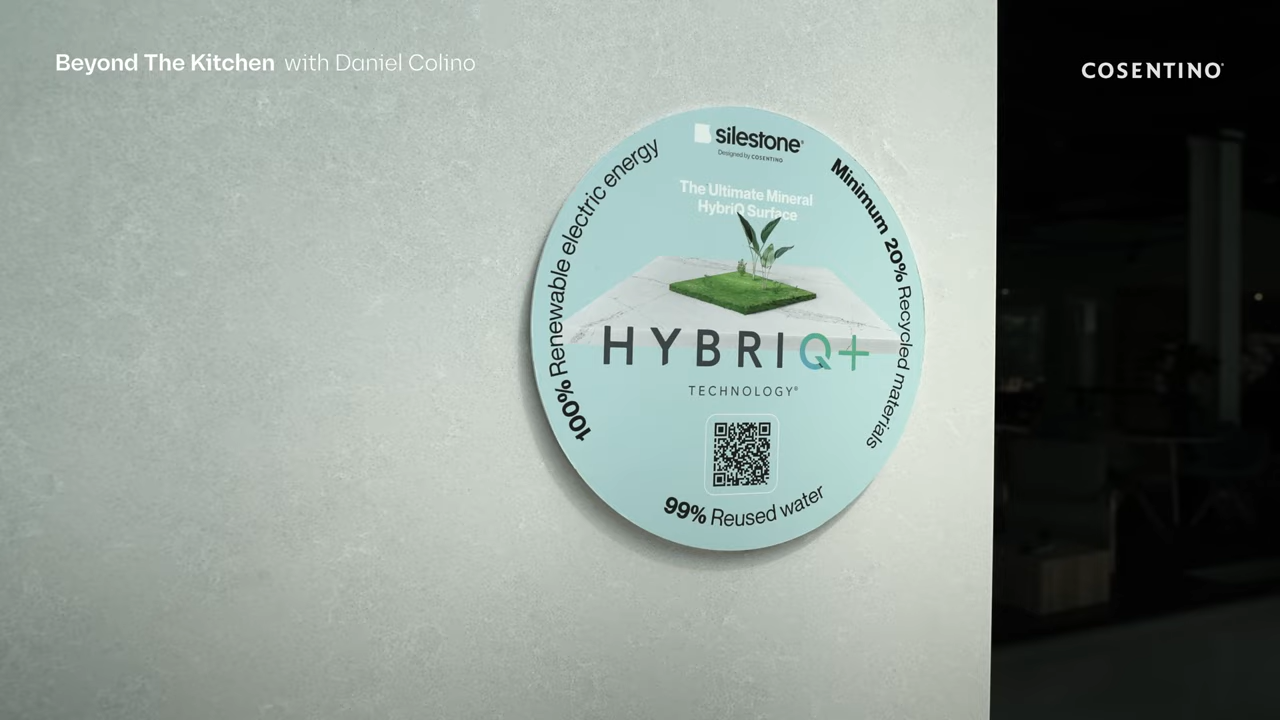 Beyond The Kitchen with Daniel Colino
COSENTINO
silestone
Designed by COSENTINO
The Ultimate Mineral
HybriQ Surface
100% Renewable electric energy
Minimum 20% Recycled materials
HYBRIQ+
TECHNOLOGY®
99% Reused water